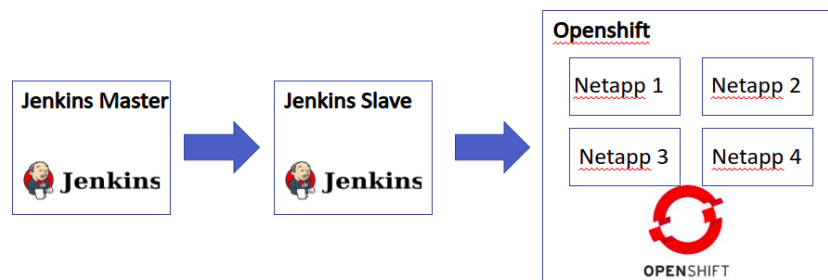 Jenkins Master
Jenkins
Jenkins Slave
Jenkins
Openshift
Netapp 1
Netapp 2
Netapp 3
Netapp 4
OPENSHIFT